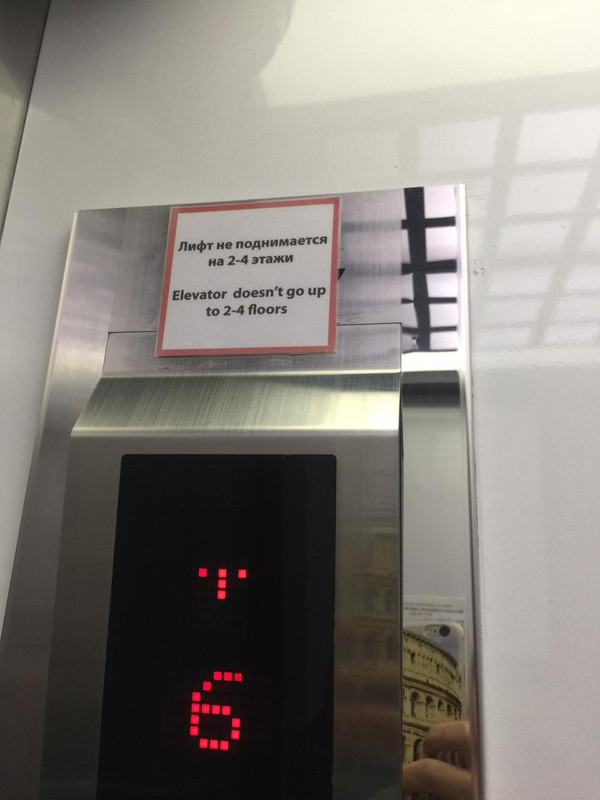 Лифт не поднимается
на 2-4 этажи
Elevator doesn't go up
to 2-4 floors
6